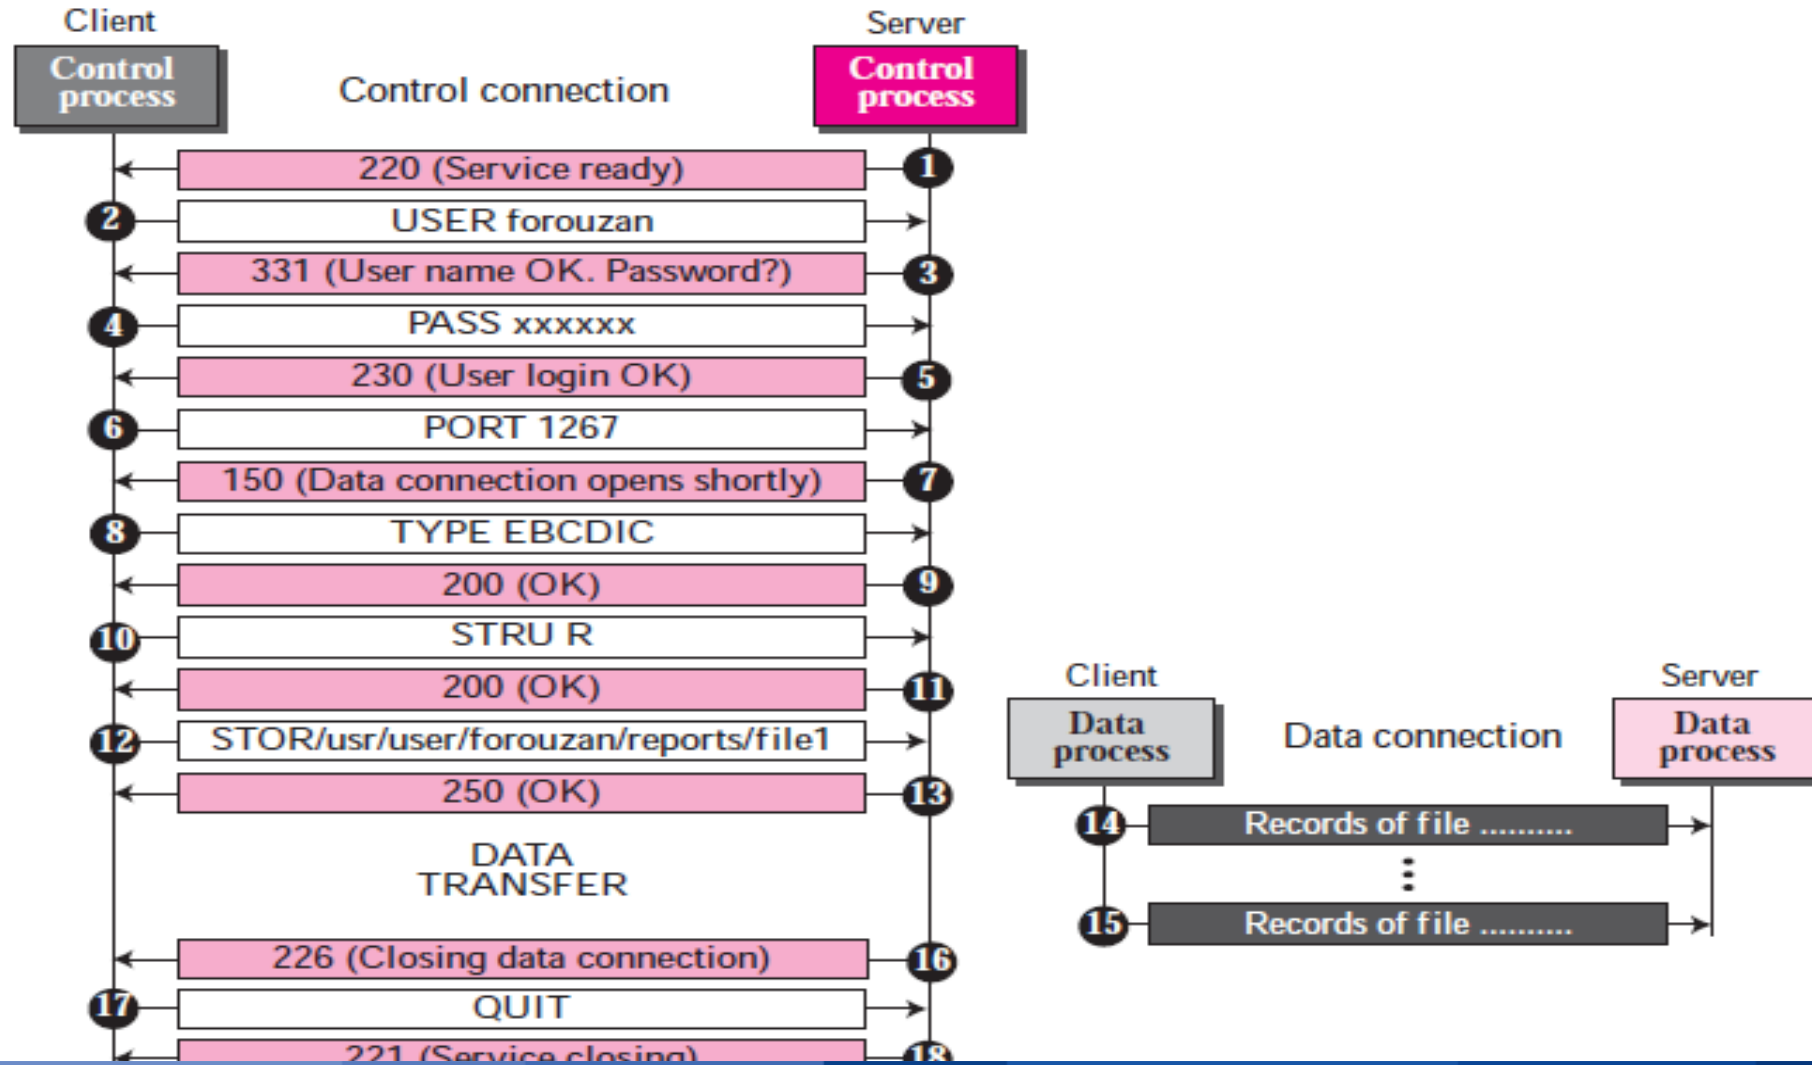 Client
Server
Control
process
Control connection
Control
process
220 (Service ready)
1
2
USER forouzan
331 (User name OK. Password?)
3
4
PASS xxxxxx
230 (User login OK)
5
6
PORT 1267
150 (Data connection opens shortly)
7
8
TYPE EBCDIC
200 (OK)
9
10
STRU R
200 (OK)
11
12
STOR/usr/user/forouzan/reports/file1
250 (OK)
13
DATA
TRANSFER
226 (Closing data connection)
16
17
QUIT
221 (Service closing)
18
Client
Server
Data
process
Data connection
Data
process
14
Records of file ..........
15
Records of file ..........